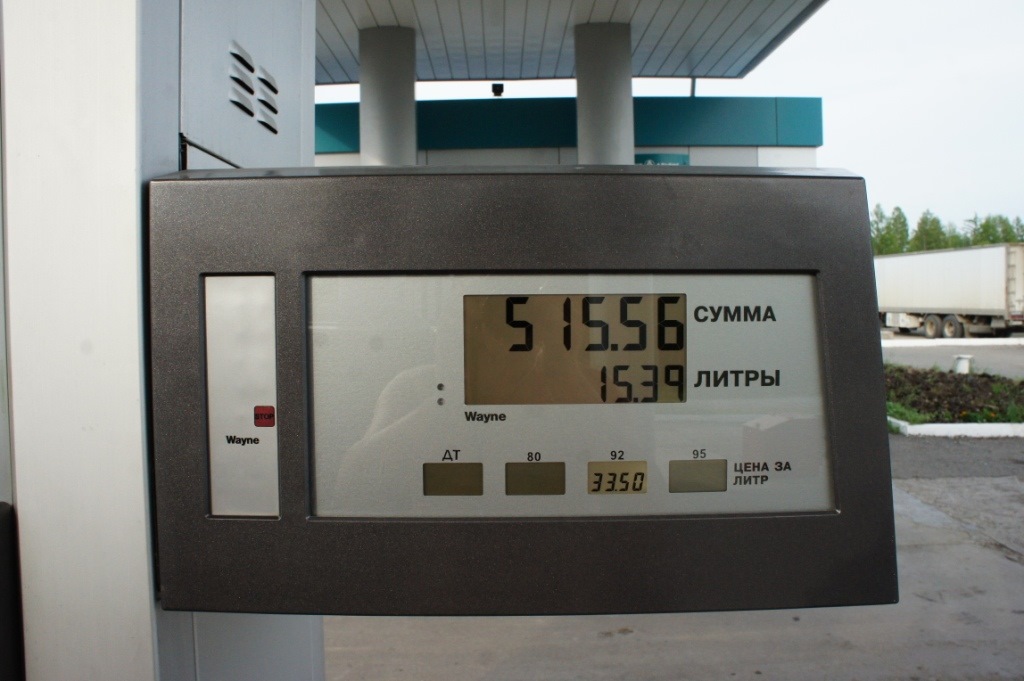 515.56 СУММА
15.39 ЛИТРЫ
Wayne
STOP
Wayne
ДТ 80 92 95
33.50
ЦЕНА ЗА
ЛИТР